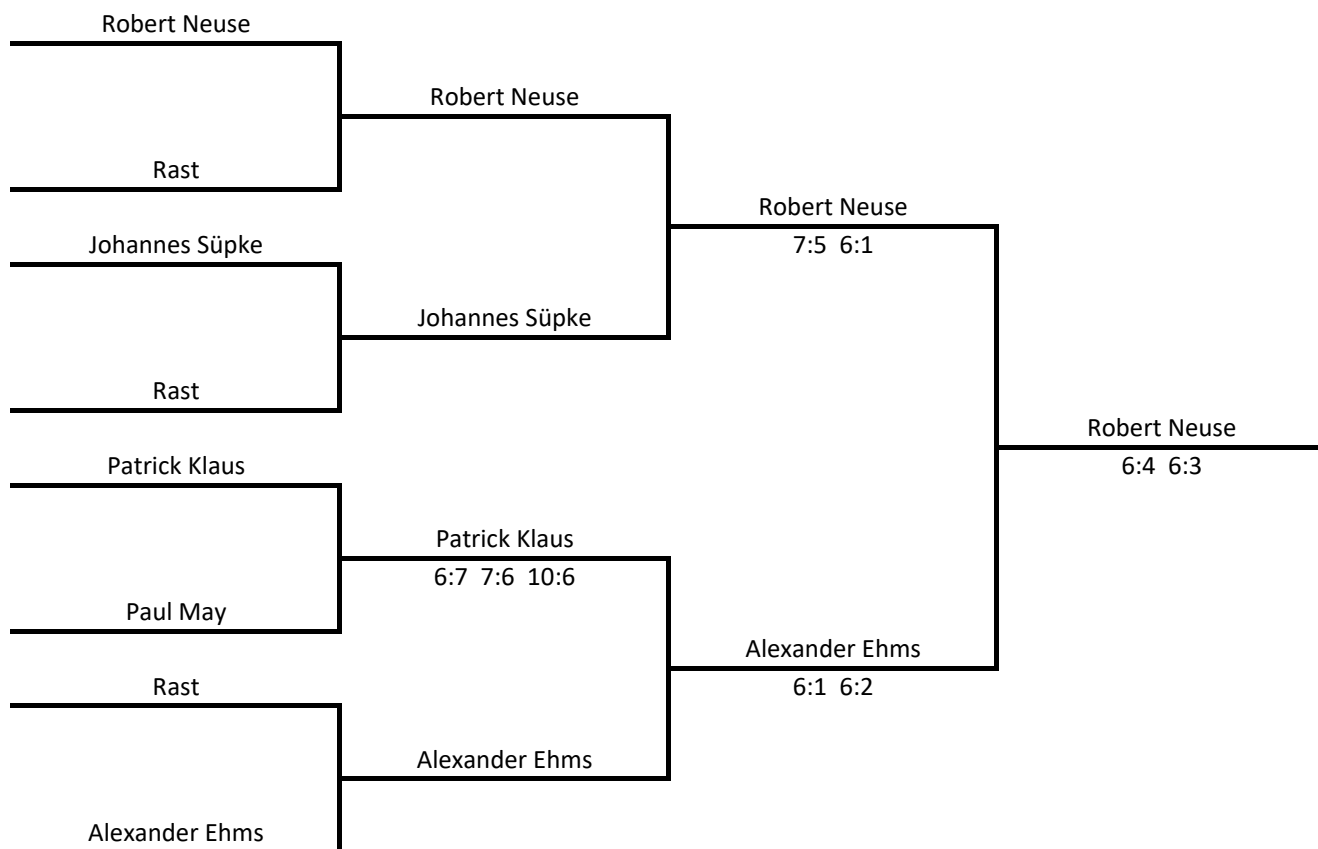 Robert Neuse
Robert Neuse
Rast
Robert Neuse
Johannes Süpke
7:5 6:1
Johannes Süpke
Rast
Robert Neuse
Patrick Klaus
6:4 6:3
Patrick Klaus
6:7 7:6 10:6
Paul May
Alexander Ehms
Rast
6:1 6:2
Alexander Ehms
Alexander Ehms